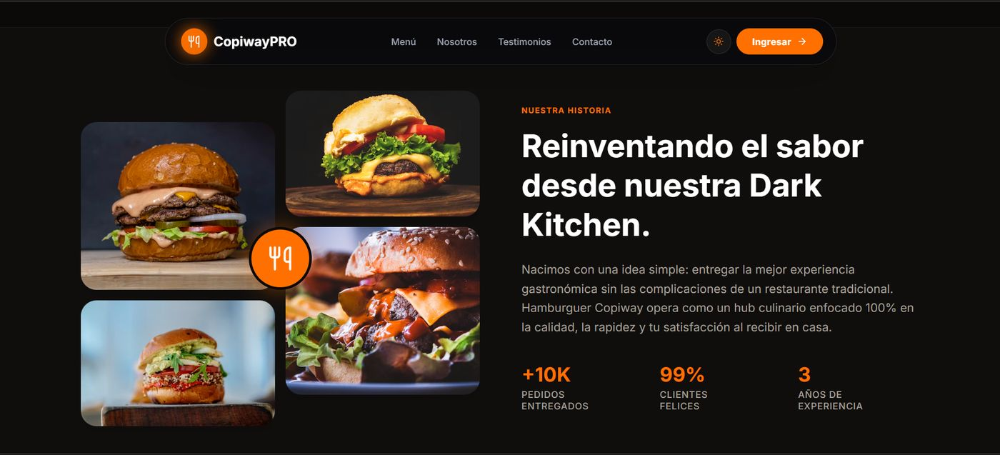 CopiwayPRO
Menú
Nosotros
Testimonios
Contacto
Ingresar
NUESTRA HISTORIA
Reinventando el sabor
desde nuestra Dark
Kitchen.
Nacimos con una idea simple: entregar la mejor experiencia
gastronómica sin las complicaciones de un restaurante tradicional.
Hamburguer Copiway opera como un hub culinario enfocado 100% en
la calidad, la rapidez y tu satisfacción al recibir en casa.
+10K
PEDIDOS
ENTREGADOS
99%
CLIENTES
FELICES
3
AÑOS DE
EXPERIENCIA